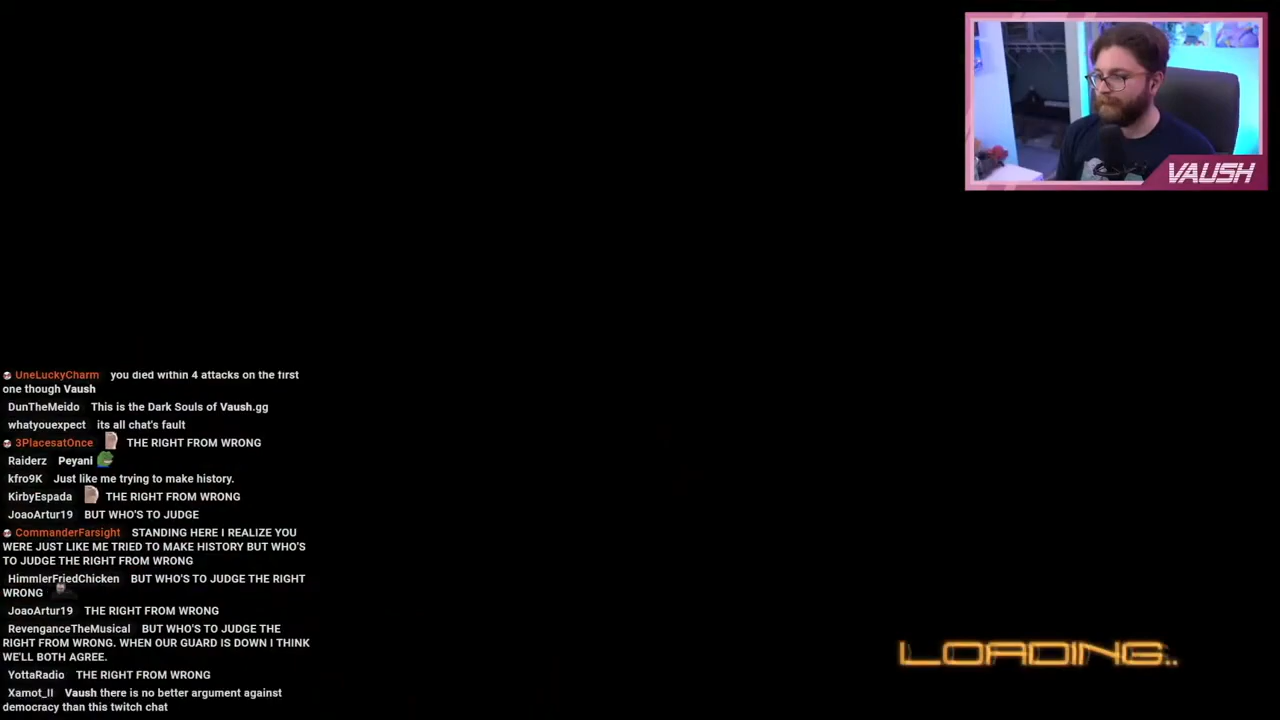 VAUSH
UneLuckyCharm you died within 4 attacks on the first
one though Vaush
DunTheMeido This is the Dark Souls of Vaush.gg
whatyouexpect its all chat's fault
3PlacesatOnce THE RIGHT FROM WRONG
Raiderz Peyani
kfro9K Just like me trying to make history.
KirbyEspada THE RIGHT FROM WRONG
JoaoArtur19 BUT WHO'S TO JUDGE
CommanderFarsight STANDING HERE I REALIZE YOU
WERE JUST LIKE ME TRIED TO MAKE HISTORY BUT WHO'S
TO JUDGE THE RIGHT FROM WRONG
HimmlerFriedChicken BUT WHO'S TO JUDGE THE RIGHT
WRONG
JoaoArtur19 THE RIGHT FROM WRONG
RevenganceTheMusical BUT WHO'S TO JUDGE THE
RIGHT FROM WRONG. WHEN OUR GUARD IS DOWN I THINK
WE'LL BOTH AGREE.
YottaRadio THE RIGHT FROM WRONG
Xamot_II Vaush there is no better argument against
democracy than this twitch chat
LOADING..